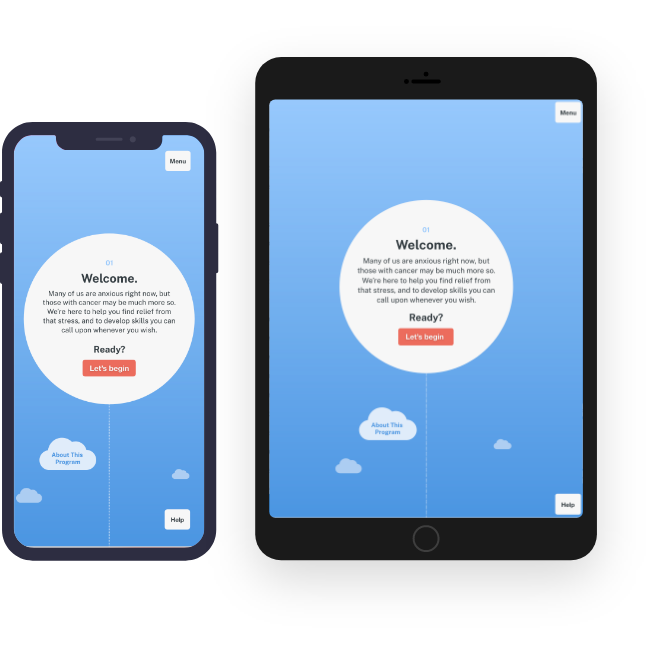 Menu
01
Welcome.
Many of us are anxious right now, but
those with cancer may be much more so.
We're here to help you find relief from
that stress, and to develop skills you can
call upon whenever you wish.
Ready?
Let's begin
About This
Program
Help
Menu
01
Welcome.
Many of us are anxious right now, but
those with cancer may be much more so.
We're here to help you find relief from
that stress, and to develop skills you can
call upon whenever you wish.
Ready?
Let's begin
About This
Program
Help